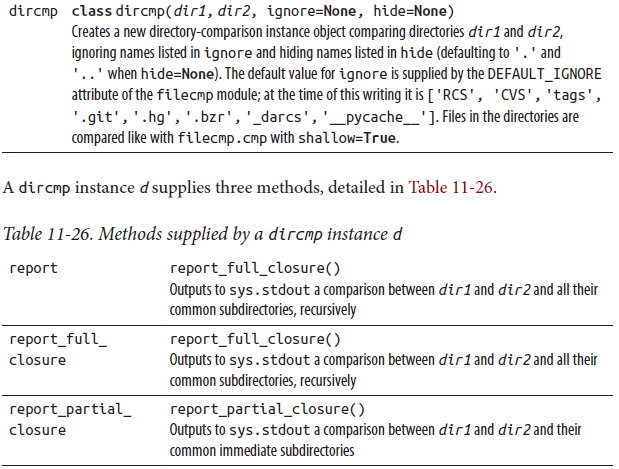 dircmp class dircmp(dir1, dir2, ignore=None, hide=None)
Creates a new directory-comparison instance object comparing directories dir1 and dir2,
ignoring names listed in ignore and hiding names listed in hide (defaulting to '.' and
'..' when hide=None). The default value for ignore is supplied by the DEFAULT_IGNORE
attribute of the filecmp module; at the time of this writing it is ['RCS', 'CVS', 'tags',
'.git', '.hg', '.bzr', '_darcs', '__pycache__']. Files in the directories are
compared like with filecmp.cmp with shallow=True.
A dircmp instance d supplies three methods, detailed in Table 11-26.
Table 11-26. Methods supplied by a dircmp instance d
report report_full_closure()
Outputs to sys.stdout a comparison between dir1 and dir2 and all their
common subdirectories, recursively
report_full_ report_full_closure()
closure Outputs to sys.stdout a comparison between dir1 and dir2 and all their
common subdirectories, recursively
report_partial_ report_partial_closure()
closure Outputs to sys.stdout a comparison between dir1 and dir2 and their
common immediate subdirectories